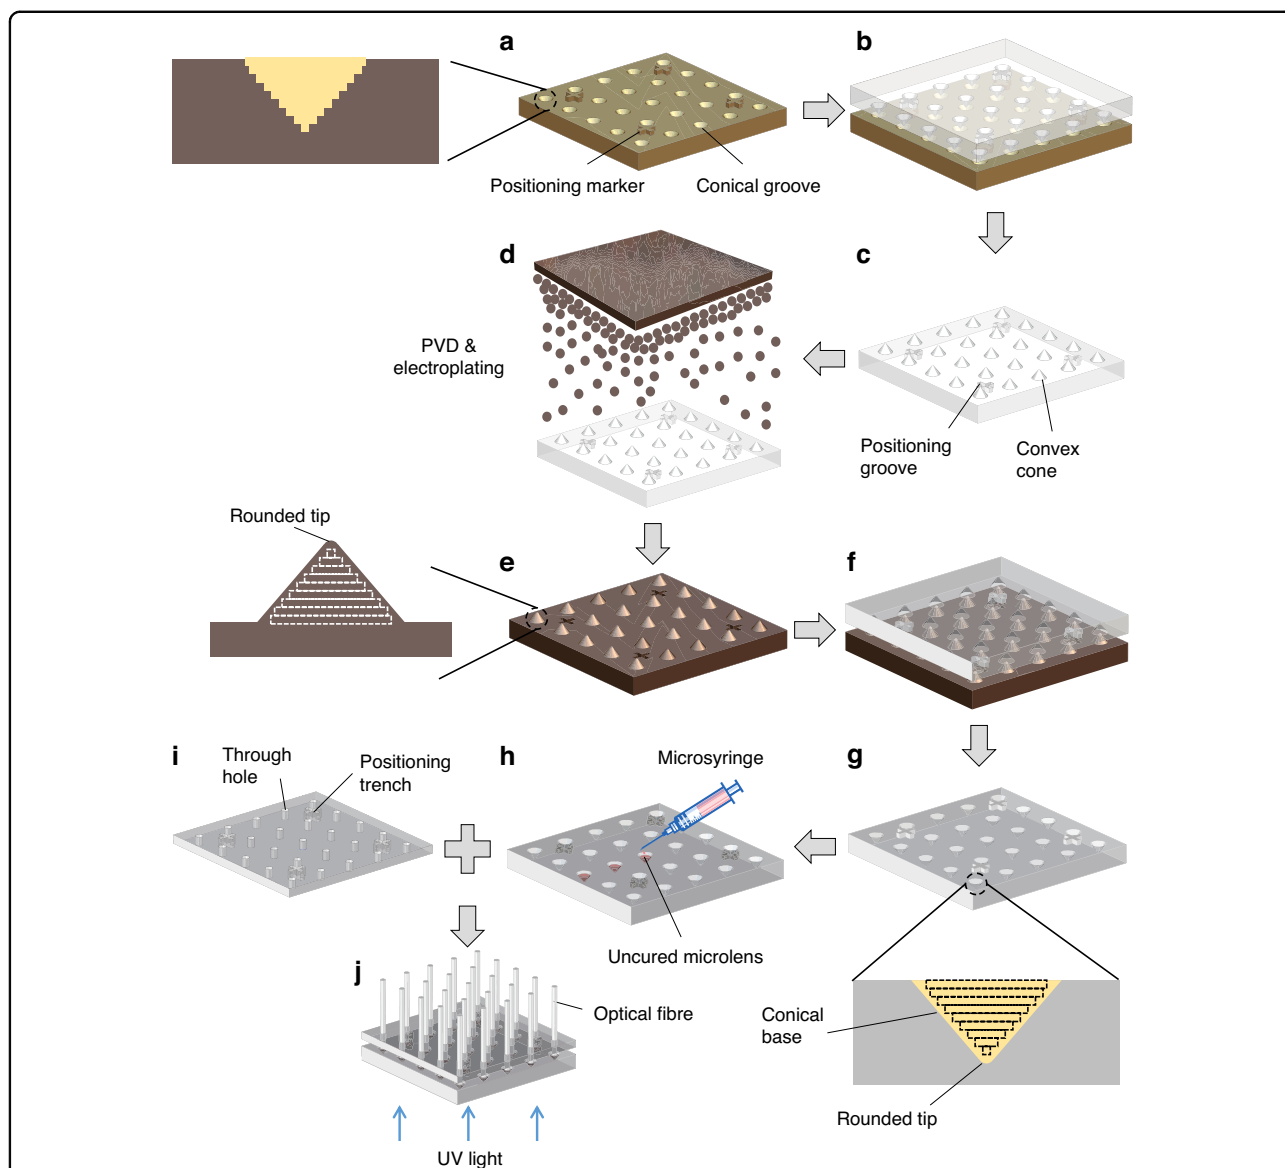 a
b
Positioning marker
Conical groove
d
c
PVD &
electroplating
Positioning
groove
Convex
cone
Rounded tip
e
f
i
Through
hole
Positioning
trench
h
Microsyringe
g
Uncured microlens
j
Optical fibre
Conical
base
Rounded tip
UV light